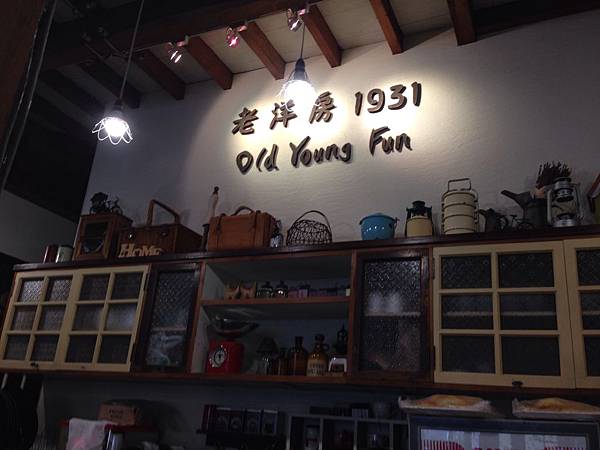 老洋房 1931
Old Young Fun
HOME